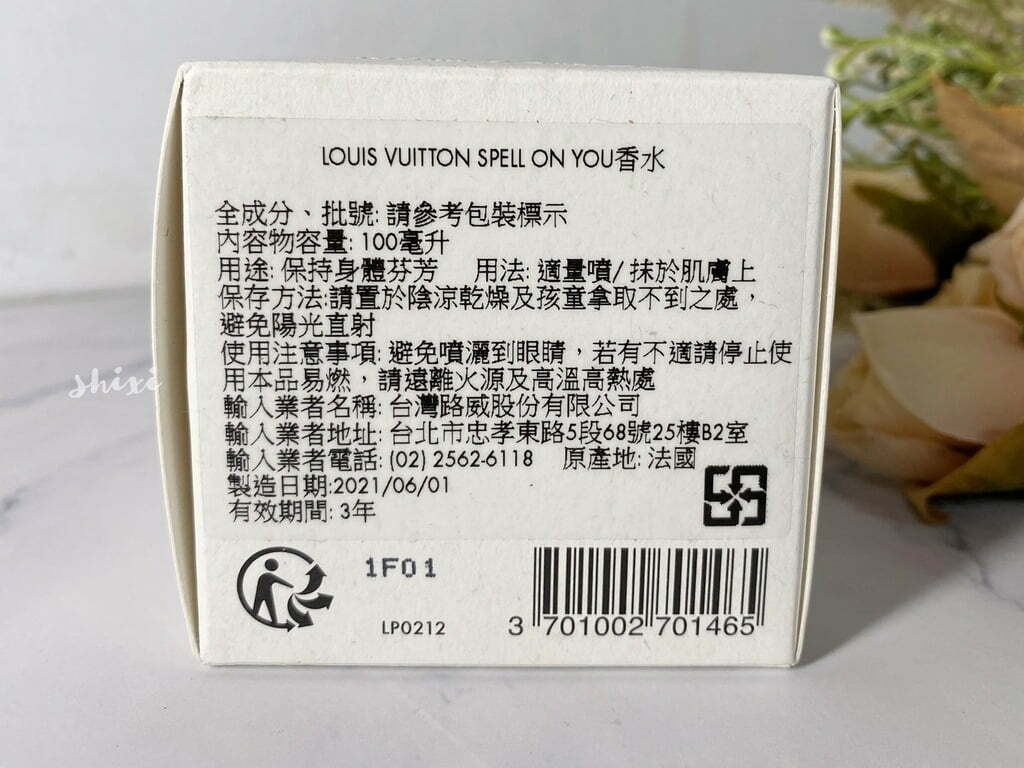 LOUIS VUITTON SPELL ON YOU香水
全成分、批號: 請參考包裝標示
內容物容量: 100毫升
用途: 保持身體芬芳 用法: 適量噴/ 抹於肌膚上
保存方法:請置於陰涼乾燥及孩童拿取不到之處，
避免陽光直射
使用注意事項: 避免噴灑到眼睛，若有不適請停止使
用本品易燃，請遠離火源及高溫高熱處
輸入業者名稱: 台灣路威股份有限公司
輸入業者地址: 台北市忠孝東路5段68號25樓B2室
輸入業者電話: (02) 2562-6118 原產地: 法國
製造日期:2021/06/01
有效期間: 3年
1F01
LP0212
3 701002 701465
shixi